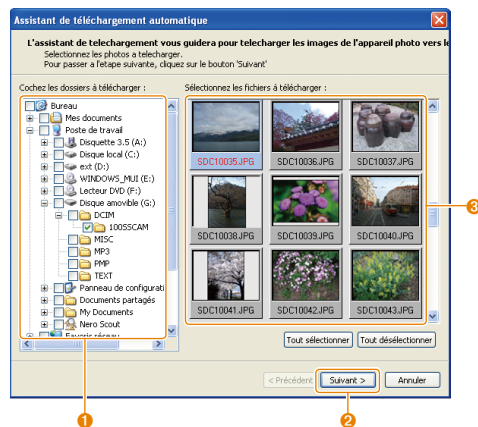 Assistant de téléchargement automatique
L'assistant de telechargement vous guidera pour telecharger les images de l'appareil photo vers le
Selectionnez les photos a telecharger.
Pour passer a l'etape suivante, cliquez sur le bouton 'Suivant'
Cochez les dossiers à télécharger :
Sélectionnez les fichiers à télécharger :
Bureau
Mes documents
Poste de travail
Disquette 3.5 (A:)
Disque local (C:)
ext (D:)
WINDOWS_MUI (E:)
Lecteur DVD (F:)
Disque amovible (G:)
DCIM
100SSCAM
MISC
MP3
PMP
TEXT
Panneau de configurati
Documents partagés
My Documents
Nero Scout
Favoris réseau
SDC10035.JPG SDC10036.JPG SDC10037.JPG
SDC10038.JPG SDC10039.JPG SDC10040.JPG
SDC10041.JPG SDC10042.JPG SDC10043.JPG
3
Tout sélectionner Tout désélectionner
< Précédent Suivant > Annuler
1 2